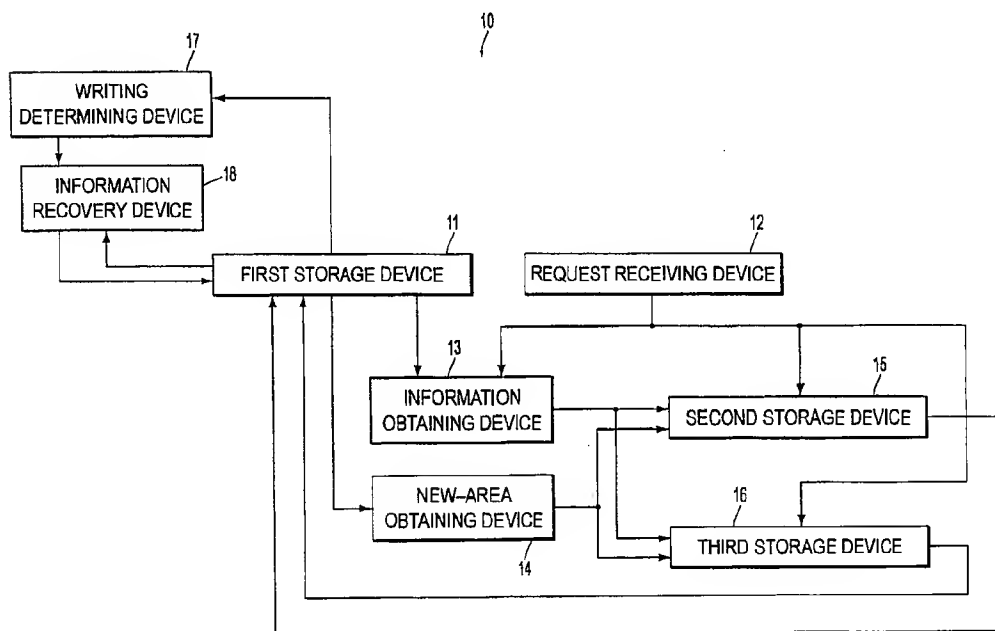 10
17
WRITING
DETERMINING DEVICE
18
INFORMATION
RECOVERY DEVICE
11
FIRST STORAGE DEVICE
12
REQUEST RECEIVING DEVICE
13
INFORMATION
OBTAINING DEVICE
15
SECOND STORAGE DEVICE
NEW-AREA
OBTAINING DEVICE
14
16
THIRD STORAGE DEVICE